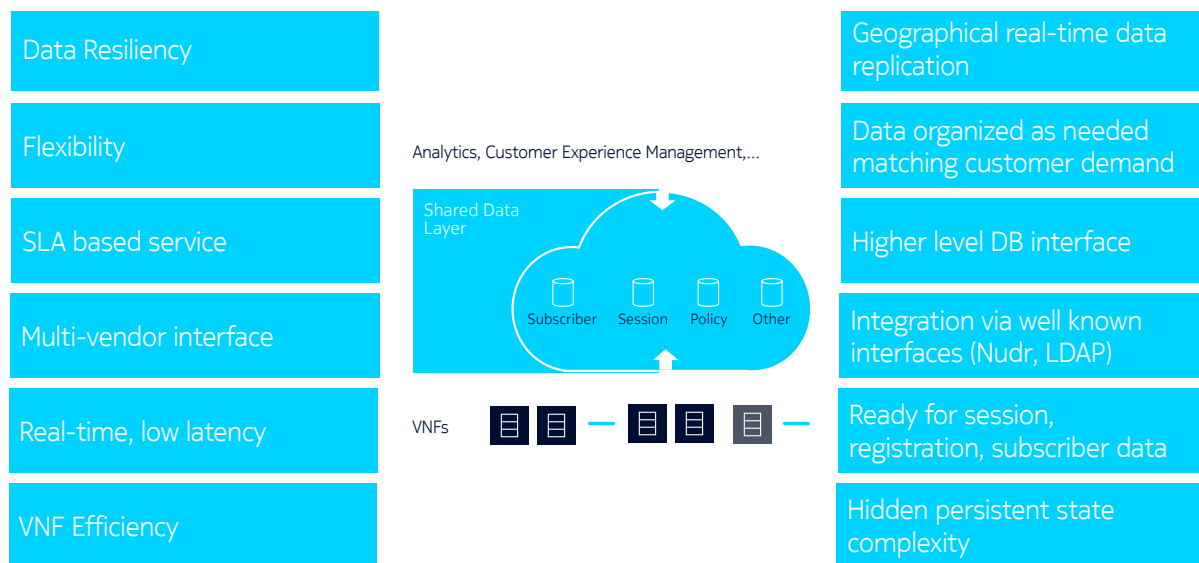 Data Resiliency
Flexibility
SLA based service
Multi-vendor interface
Real-time, low latency
VNF Efficiency
Analytics, Customer Experience Management,...
Shared Data
Layer
Subscriber
Session
Policy
Other
VNFs
Geographical real-time data
replication
Data organized as needed
matching customer demand
Higher level DB interface
Integration via well known
interfaces (Nudr, LDAP)
Ready for session,
registration, subscriber data
Hidden persistent state
complexity